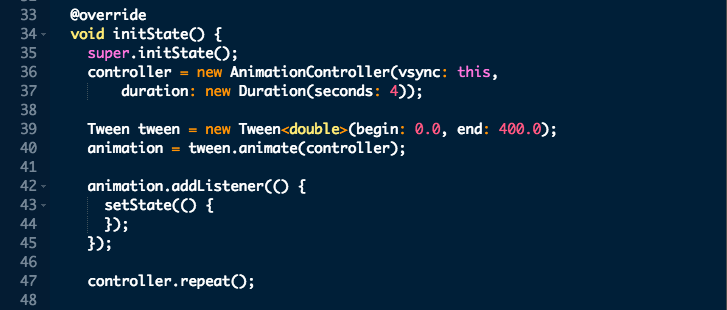 33 @override
34 void initState() {
35 super.initState();
36 controller = new AnimationController(vsync: this,
37 duration: new Duration(seconds: 4));
38
39 Tween tween = new Tween<double>(begin: 0.0, end: 400.0);
40 animation = tween.animate(controller);
41
42 animation.addListener(() {
43 setState(() {
44 });
45 });
46
47 controller.repeat();
48